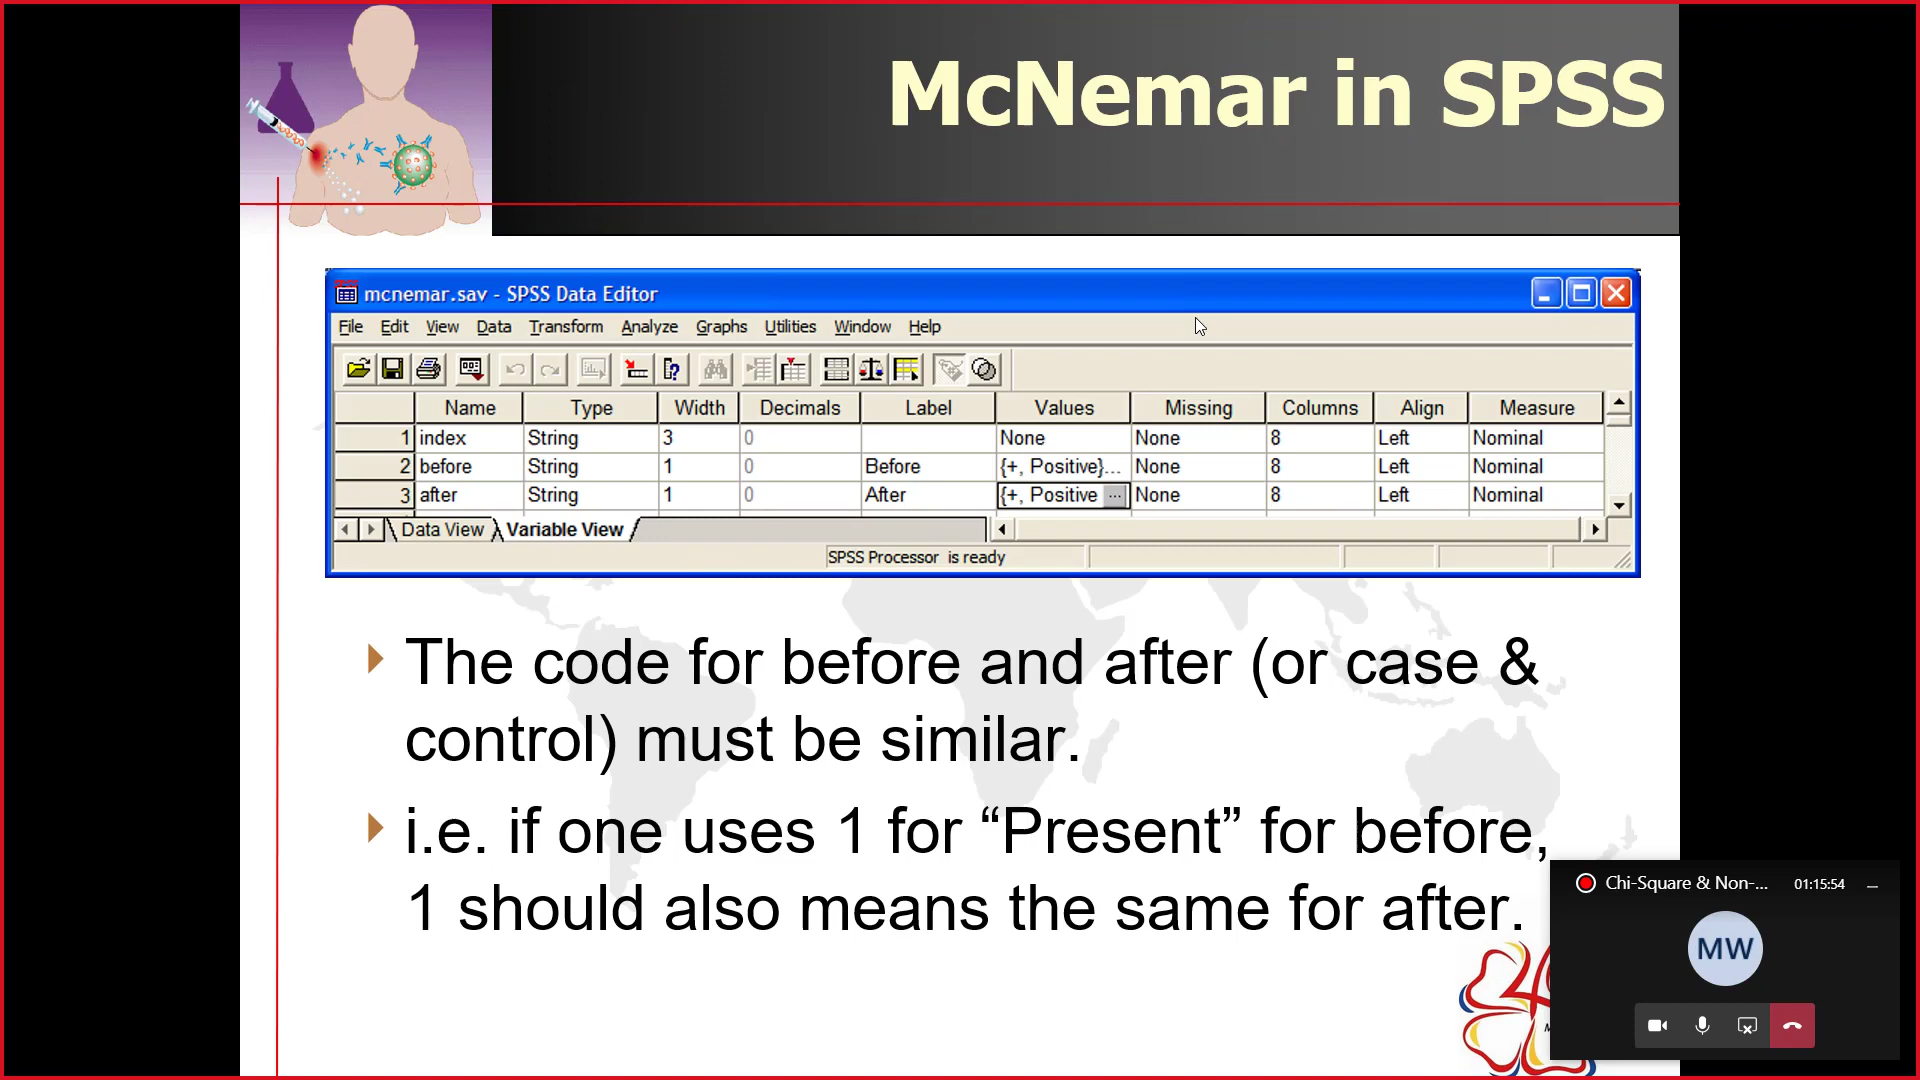 McNemar in SPSS
mcnemar.sav - SPSS Data Editor
File Edit View Data Transform Analyze Graphs Utilities Window Help
Name Type Width Decimals Label Values Missing Columns Align Measure
1 index String 3 0 None None 8 Left Nominal
2 before String 1 0 Before {+, Positive}... None 8 Left Nominal
3 after String 1 0 After {+, Positive ... None 8 Left Nominal
Data View Variable View
SPSS Processor is ready
The code for before and after (or case &
control) must be similar.
i.e. if one uses 1 for “Present” for before,
1 should also means the same for after.
Chi-Square & Non-... 01:15:54
MW